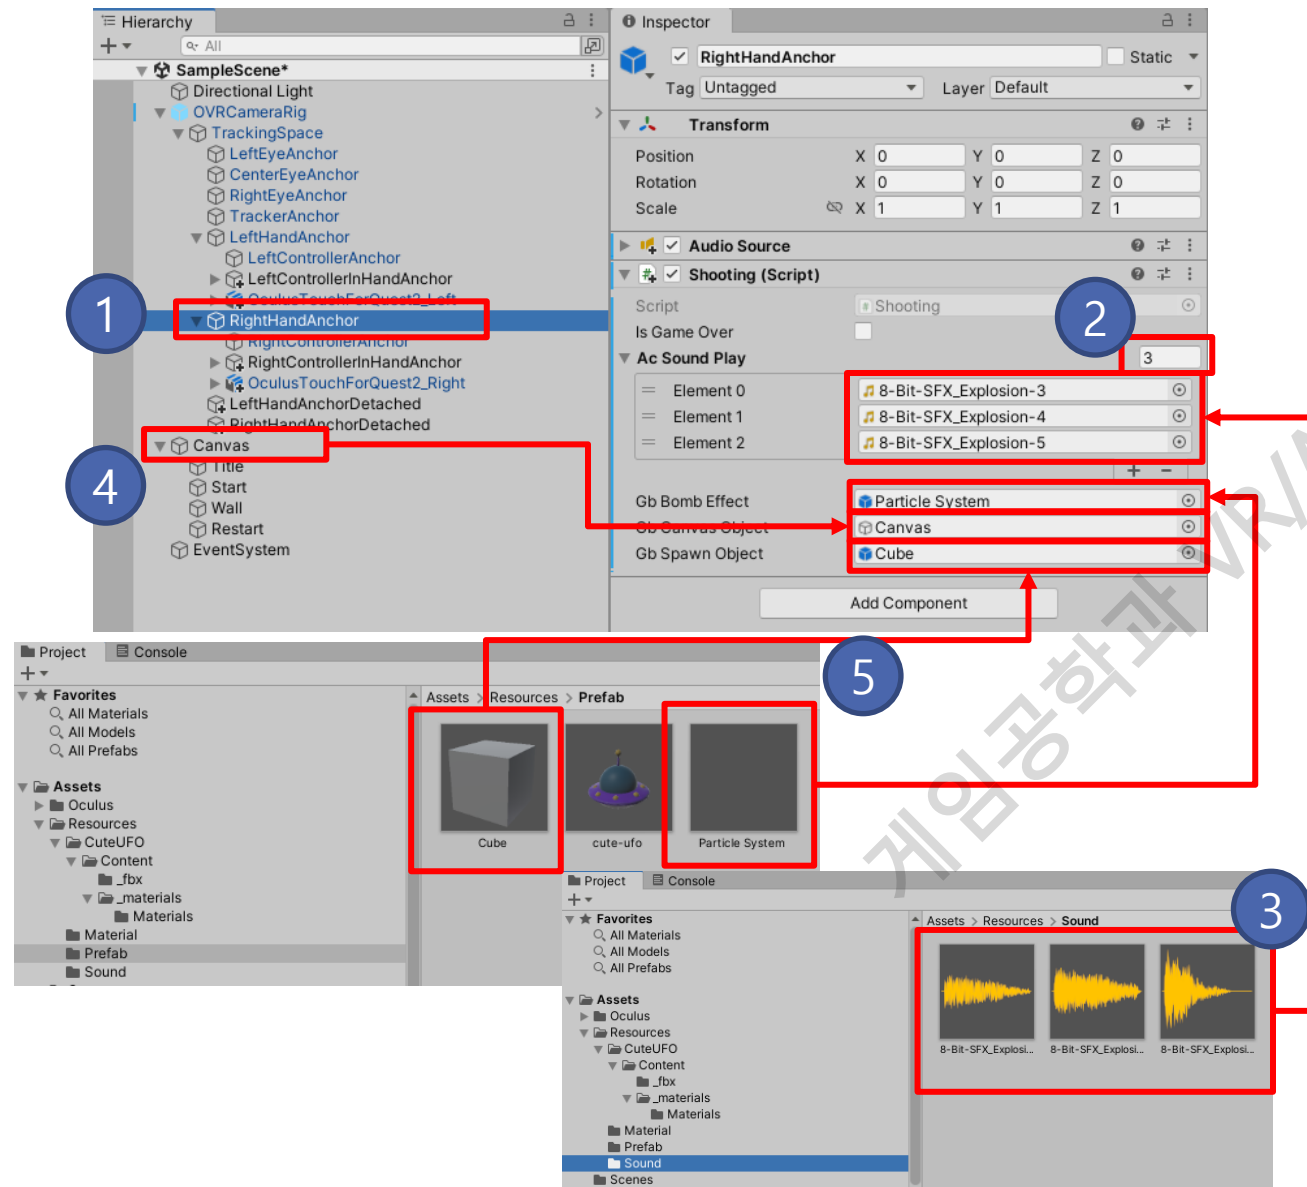 Hierarchy
All
SampleScene*
Directional Light
OVRCameraRig
TrackingSpace
LeftEyeAnchor
CenterEyeAnchor
RightEyeAnchor
TrackerAnchor
LeftHandAnchor
LeftControllerAnchor
LeftControllerInHandAnchor
OculusTouchForQuest2_Left
1
RightHandAnchor
RightControllerAnchor
RightControllerInHandAnchor
OculusTouchForQuest2_Right
LeftHandAnchorDetached
RightHandAnchorDetached
4
Canvas
Title
Start
Wall
Restart
EventSystem
Inspector
RightHandAnchor
Static
Tag Untagged Layer Default
Transform
Position X 0 Y 0 Z 0
Rotation X 0 Y 0 Z 0
Scale X 1 Y 1 Z 1
Audio Source
Shooting (Script)
Script Shooting
Is Game Over
2
Ac Sound Play 3
Element 0 8-Bit-SFX_Explosion-3
Element 1 8-Bit-SFX_Explosion-4
Element 2 8-Bit-SFX_Explosion-5
+ −
Gb Bomb Effect Particle System
Gb Canvas Object Canvas
Gb Spawn Object Cube
Add Component
5
Project Console
Favorites
All Materials
All Models
All Prefabs
Assets
Oculus
Resources
CuteUFO
Content
_fbx
_materials
Materials
Material
Prefab
Sound
Assets > Resources > Prefab
Cube cute-ufo Particle System
Project Console
3
Favorites
All Materials
All Models
All Prefabs
Assets
Oculus
Resources
CuteUFO
Content
_fbx
_materials
Materials
Material
Prefab
Sound
Scenes
Assets > Resources > Sound
8-Bit-SFX_Explosi... 8-Bit-SFX_Explosi... 8-Bit-SFX_Explosi...
게임공학과 VR/